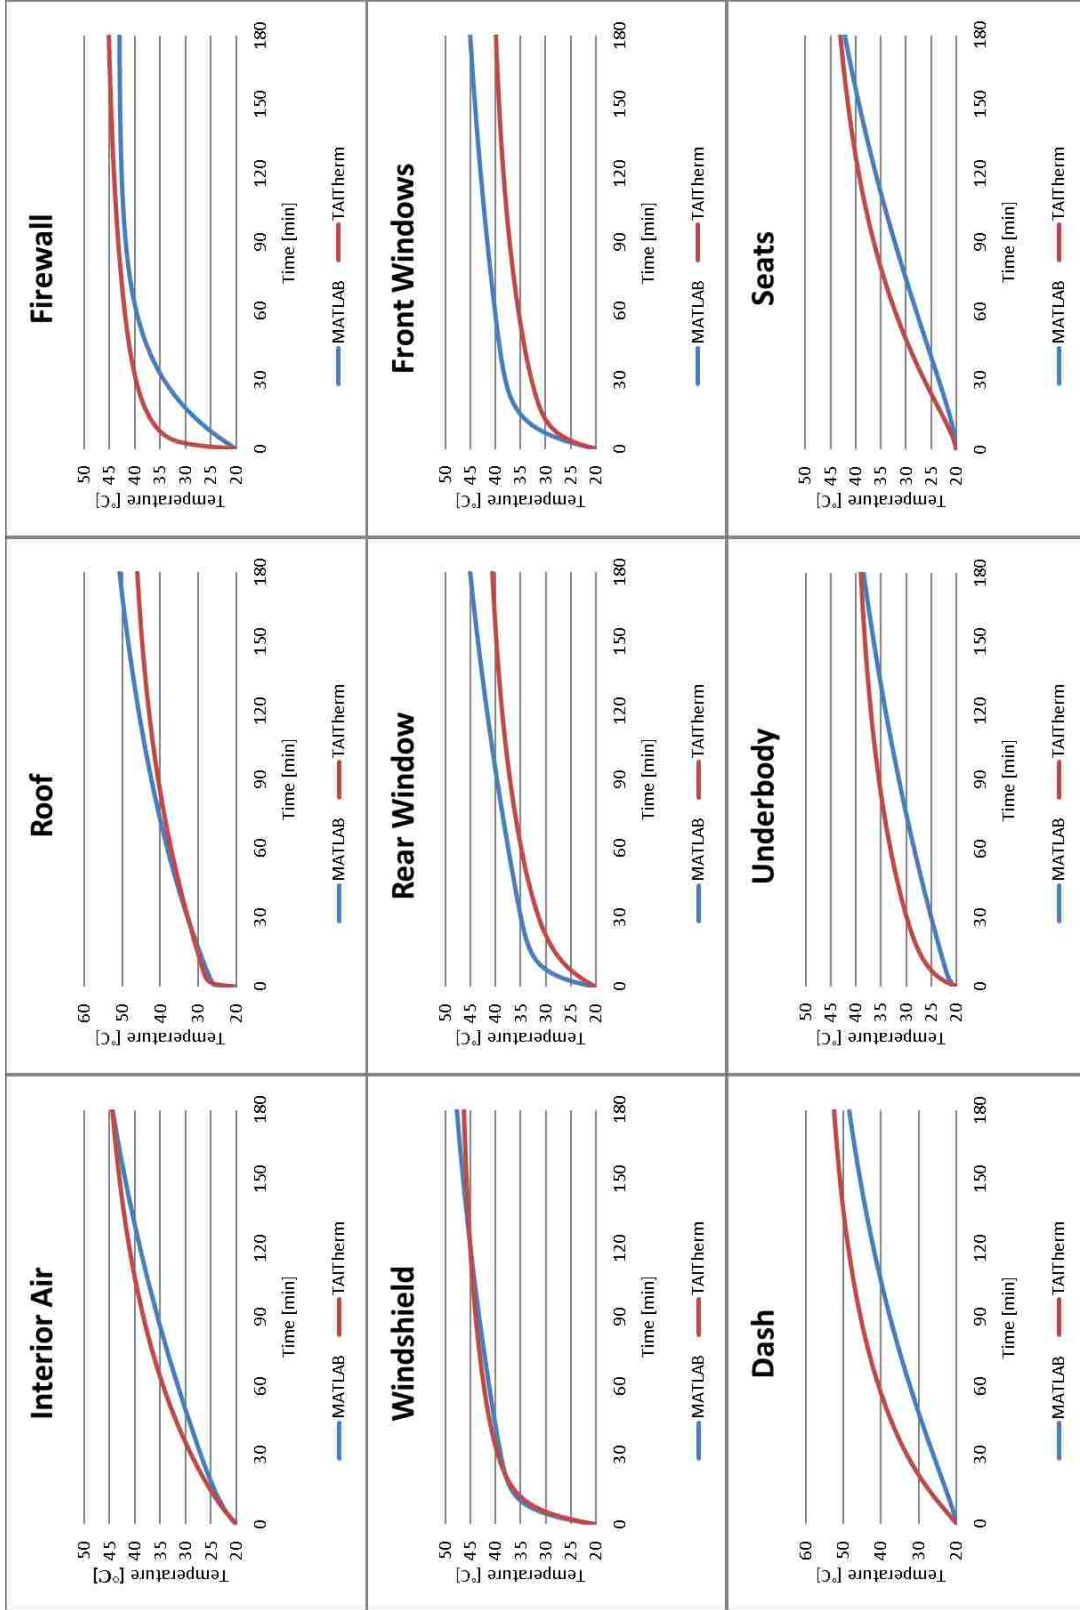 Interior Air
Temperature [°C]
50
45
40
35
30
25
20
0 30 60 90 120 150 180
Time [min]
MATLAB TAITherm
Roof
Temperature [°C]
60
50
40
30
20
0 30 60 90 120 150 180
Time [min]
MATLAB TAITherm
Firewall
Temperature [°C]
50
45
40
35
30
25
20
0 30 60 90 120 150 180
Time [min]
MATLAB TAITherm
Windshield
Temperature [°C]
50
45
40
35
30
25
20
0 30 60 90 120 150 180
Time [min]
MATLAB TAITherm
Rear Window
Temperature [°C]
50
45
40
35
30
25
20
0 30 60 90 120 150 180
Time [min]
MATLAB TAITherm
Front Windows
Temperature [°C]
50
45
40
35
30
25
20
0 30 60 90 120 150 180
Time [min]
MATLAB TAITherm
Dash
Temperature [°C]
60
50
40
30
20
0 30 60 90 120 150 180
Time [min]
MATLAB TAITherm
Underbody
Temperature [°C]
50
45
40
35
30
25
20
0 30 60 90 120 150 180
Time [min]
MATLAB TAITherm
Seats
Temperature [°C]
50
45
40
35
30
25
20
0 30 60 90 120 150 180
Time [min]
MATLAB TAITherm